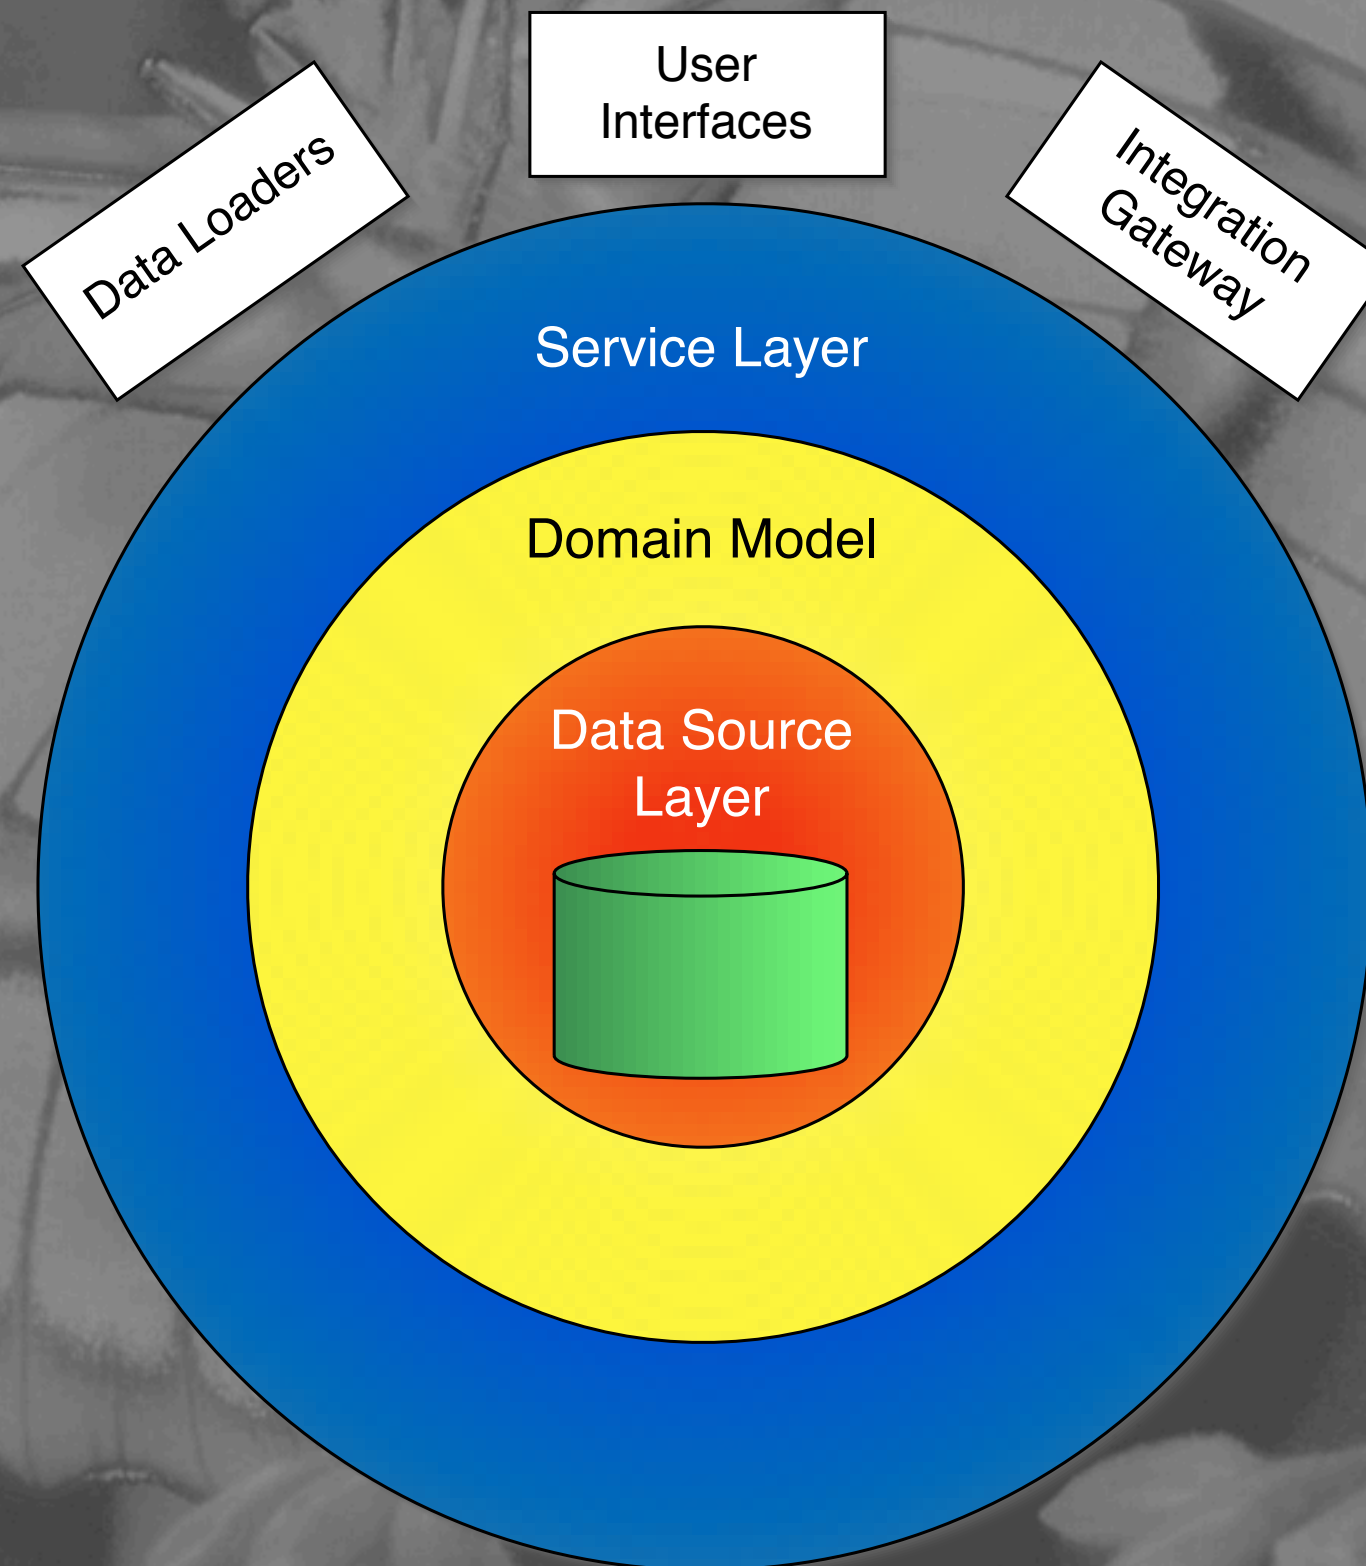 User
Interfaces
Data Loaders
Integration
Gateway
Service Layer
Domain Model
Data Source
Layer